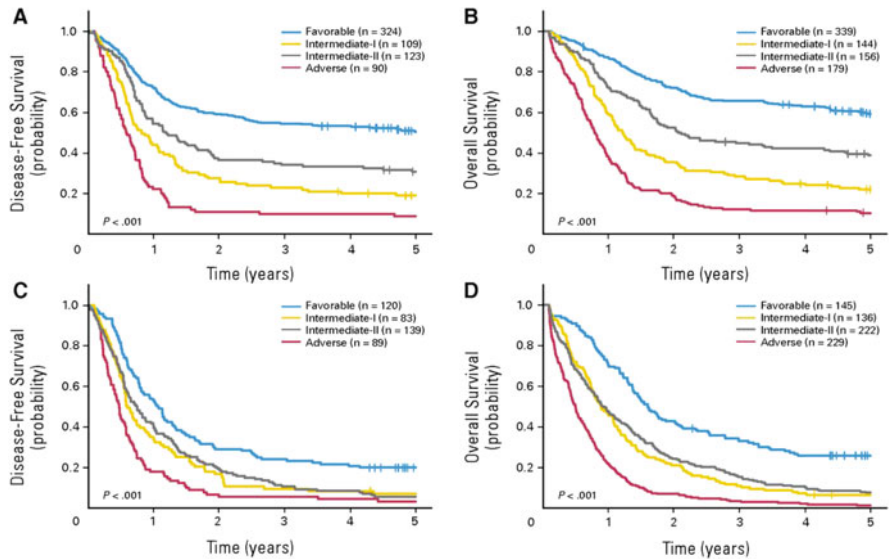 A
Disease-Free Survival
(probability)
1.0
0.8
0.6
0.4
0.2
0
1
2
3
4
5
Time (years)
Favorable (n = 324)
Intermediate-I (n = 109)
Intermediate-II (n = 123)
Adverse (n = 90)
P < .001
B
Overall Survival
(probability)
1.0
0.8
0.6
0.4
0.2
0
1
2
3
4
5
Time (years)
Favorable (n = 339)
Intermediate-I (n = 144)
Intermediate-II (n = 156)
Adverse (n = 179)
P < .001
C
Disease-Free Survival
(probability)
1.0
0.8
0.6
0.4
0.2
0
1
2
3
4
5
Time (years)
Favorable (n = 120)
Intermediate-I (n = 83)
Intermediate-II (n = 139)
Adverse (n = 89)
P < .001
D
Overall Survival
(probability)
1.0
0.8
0.6
0.4
0.2
0
1
2
3
4
5
Time (years)
Favorable (n = 145)
Intermediate-I (n = 136)
Intermediate-II (n = 222)
Adverse (n = 229)
P < .001